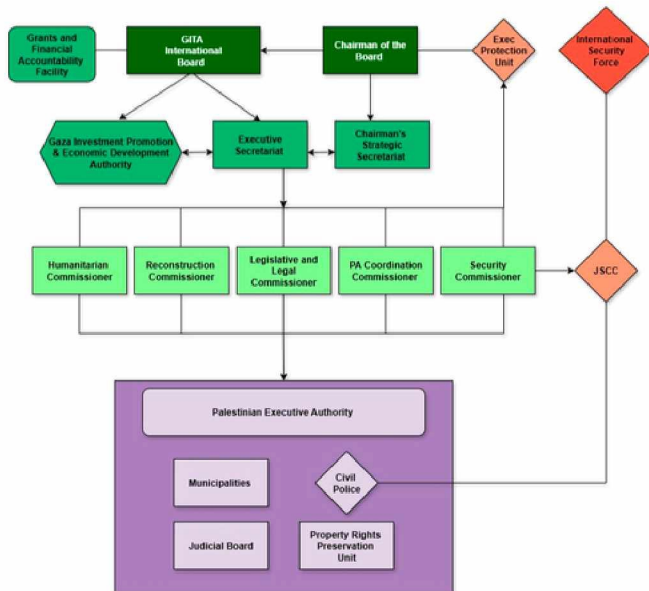 Grants and
Financial
Accountability
Facility
GITA
International
Board
Chairman of the
Board
Exec
Protection
Unit
International
Security
Force
Gaza Investment Promotion
& Economic Development
Authority
Executive
Secretariat
Chairman's
Strategic
Secretariat
Humanitarian
Commissioner
Reconstruction
Commissioner
Legislative and
Legal
Commissioner
PA Coordination
Commissioner
Security
Commissioner
JSCC
Palestinian Executive Authority
Municipalities
Civil
Police
Judicial Board
Property Rights
Preservation
Unit